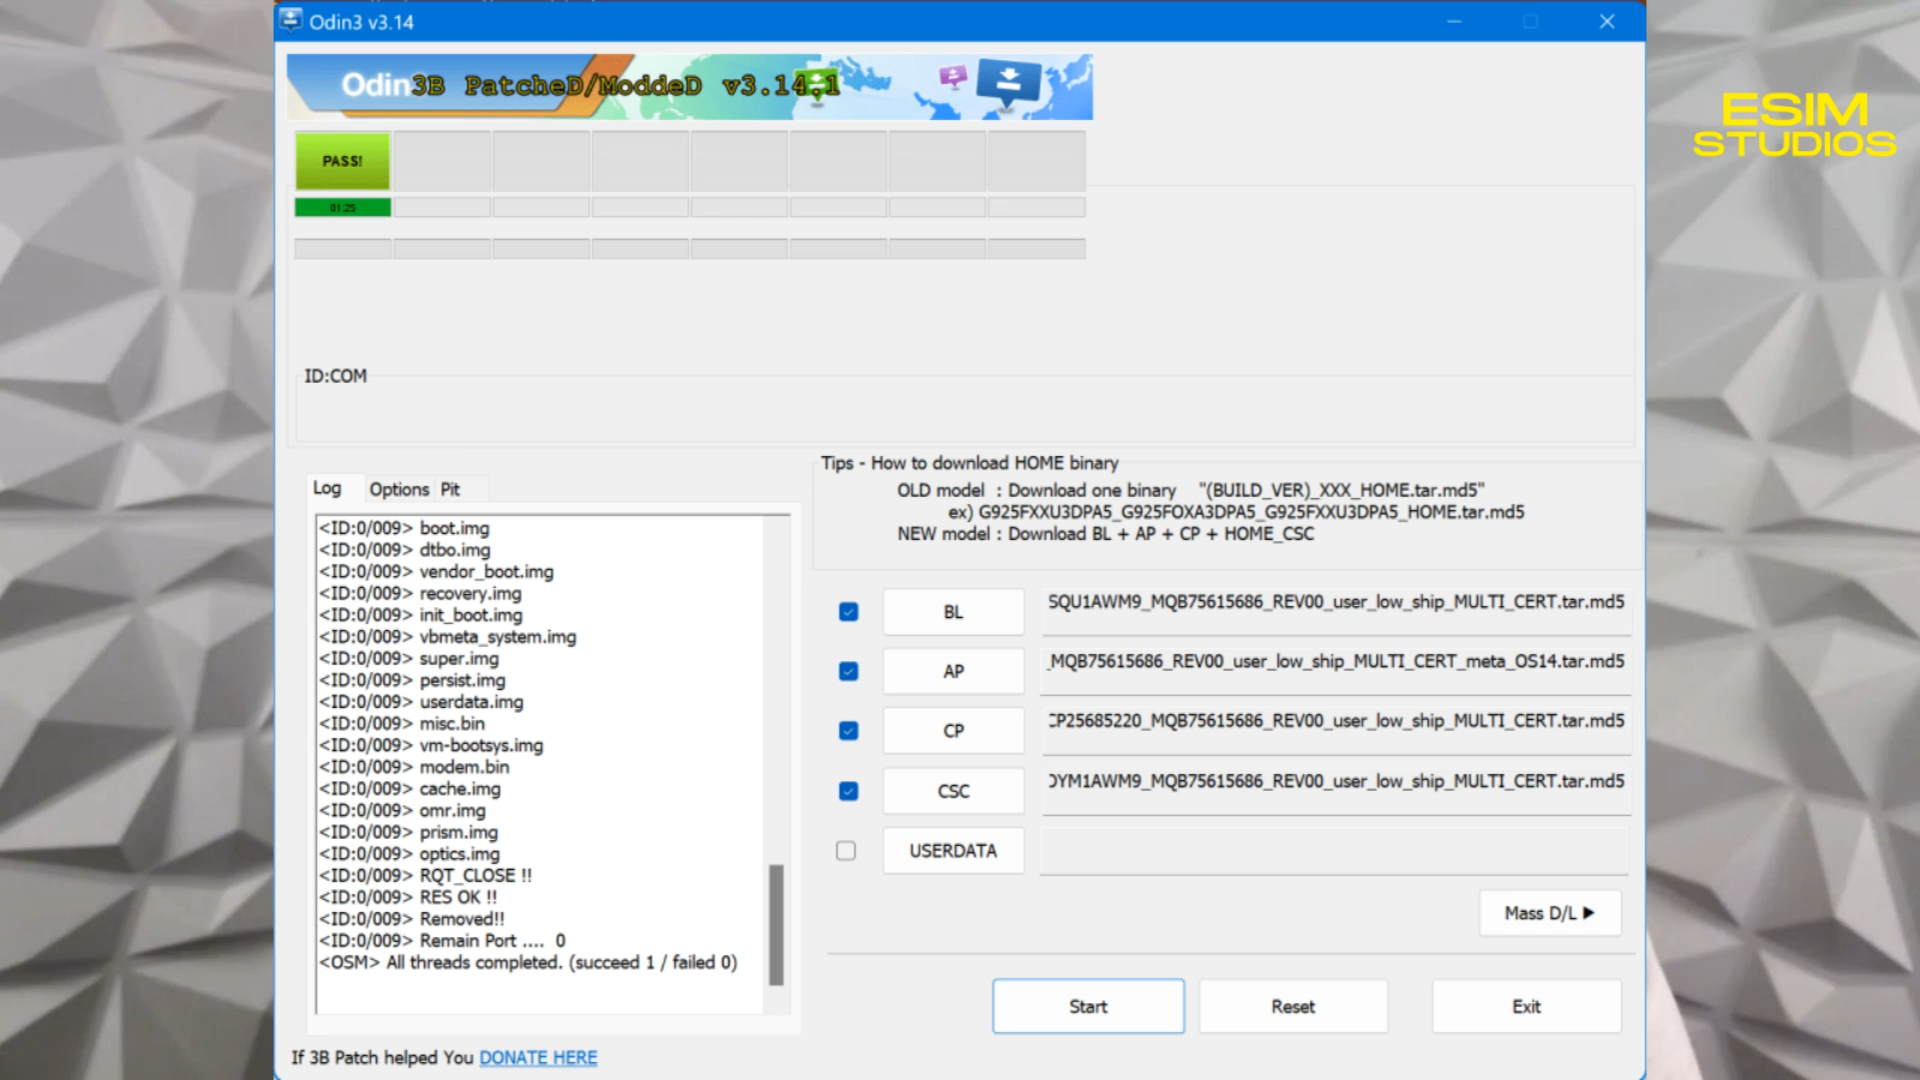 Odin3 v3.14
Odin3B PatcheD/ModdeD v3.14.1
ESIM
STUDIOS
PASS!
01:25
ID:COM
Log
Options
Pit
<ID:0/009> boot.img
<ID:0/009> dtbo.img
<ID:0/009> vendor_boot.img
<ID:0/009> recovery.img
<ID:0/009> init_boot.img
<ID:0/009> vbmeta_system.img
<ID:0/009> super.img
<ID:0/009> persist.img
<ID:0/009> userdata.img
<ID:0/009> misc.bin
<ID:0/009> vm-bootsys.img
<ID:0/009> modem.bin
<ID:0/009> cache.img
<ID:0/009> omr.img
<ID:0/009> prism.img
<ID:0/009> optics.img
<ID:0/009> RQT_CLOSE !!
<ID:0/009> RES OK !!
<ID:0/009> Removed!!
<ID:0/009> Remain Port .... 0
<OSM> All threads completed. (succeed 1 / failed 0)
Tips - How to download HOME binary
OLD model : Download one binary "(BUILD_VER)_XXX_HOME.tar.md5"
ex) G925FXXU3DPA5_G925FOXA3DPA5_G925FXXU3DPA5_HOME.tar.md5
NEW model : Download BL + AP + CP + HOME_CSC
BL
SQU1AWM9_MQB75615686_REV00_user_low_ship_MULTI_CERT.tar.md5
AP
_MQB75615686_REV00_user_low_ship_MULTI_CERT_meta_OS14.tar.md5
CP
CP25685220_MQB75615686_REV00_user_low_ship_MULTI_CERT.tar.md5
CSC
OYM1AWM9_MQB75615686_REV00_user_low_ship_MULTI_CERT.tar.md5
USERDATA
Mass D/L ▶
Start
Reset
Exit
If 3B Patch helped You DONATE HERE